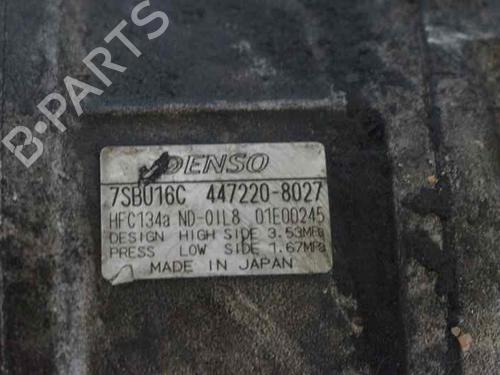 B-PARTS
DENSO
7SBU16C 447220-8027
HFC134a ND-OIL8 01E00245
DESIGN HIGH SIDE 3.53MPa
PRESS LOW SIDE 1.67MPa
MADE IN JAPAN
B-PARTS